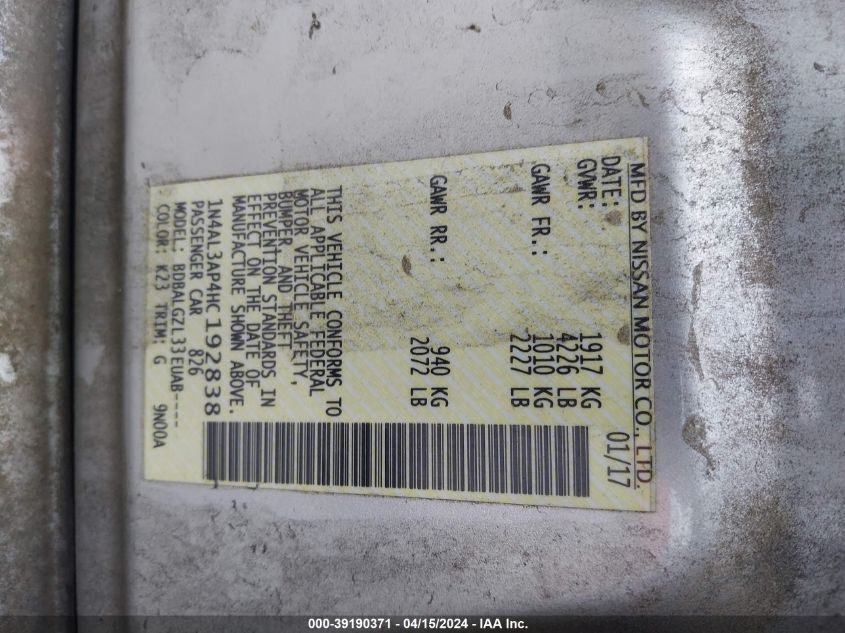 MFD BY NISSAN MOTOR CO., LTD.
DATE: 01/17
GVWR: 1917 KG
4226 LB
GAWR FR.: 1010 KG
2227 LB
GAWR RR.: 940 KG
2072 LB
THIS VEHICLE CONFORMS TO
ALL APPLICABLE FEDERAL
MOTOR VEHICLE SAFETY,
BUMPER, AND THEFT
PREVENTION STANDARDS IN
EFFECT ON THE DATE OF
MANUFACTURE SHOWN ABOVE.
1N4AL3AP4HC192838
PASSENGER CAR 826
MODEL: BDBALGZL33EUAB----
COLOR: K23 TRIM: G 9N00A
000-39190371 - 04/15/2024 - IAA Inc.